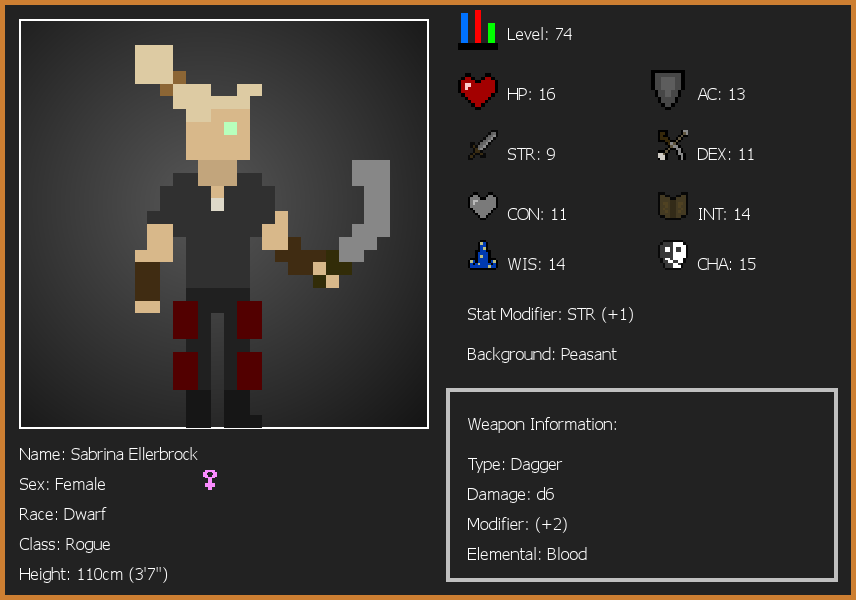 Level: 74
HP: 16
AC: 13
STR: 9
DEX: 11
CON: 11
INT: 14
WIS: 14
CHA: 15
Stat Modifier: STR (+1)
Background: Peasant
Weapon Information:
Type: Dagger
Damage: d6
Modifier: (+2)
Elemental: Blood
Name: Sabrina Ellerbrock
Sex: Female
Race: Dwarf
Class: Rogue
Height: 110cm (3'7")